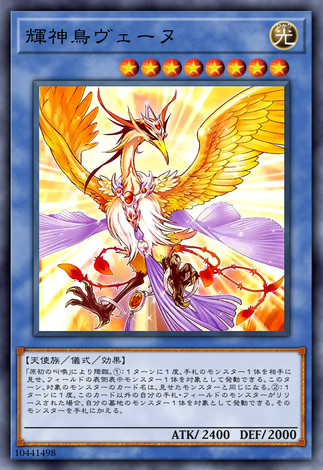 輝神鳥ヴェーヌ
光
【天使族／儀式／効果】
「原初の叫喚」により降臨。①：1ターンに1度、手札のモンスター1体を相手に
見せ、フィールドの表側表示モンスター1体を対象として発動できる。このター
ン、対象のモンスターのカード名は、見せたモンスターと同じになる。②：1
ターンに1度、このカード以外の自分の手札・フィールドのモンスターがリリ
ースされた場合、自分の墓地のモンスター1体を対象として発動できる。その
モンスターを手札に加える。
ATK/ 2400 DEF/2000
10441498